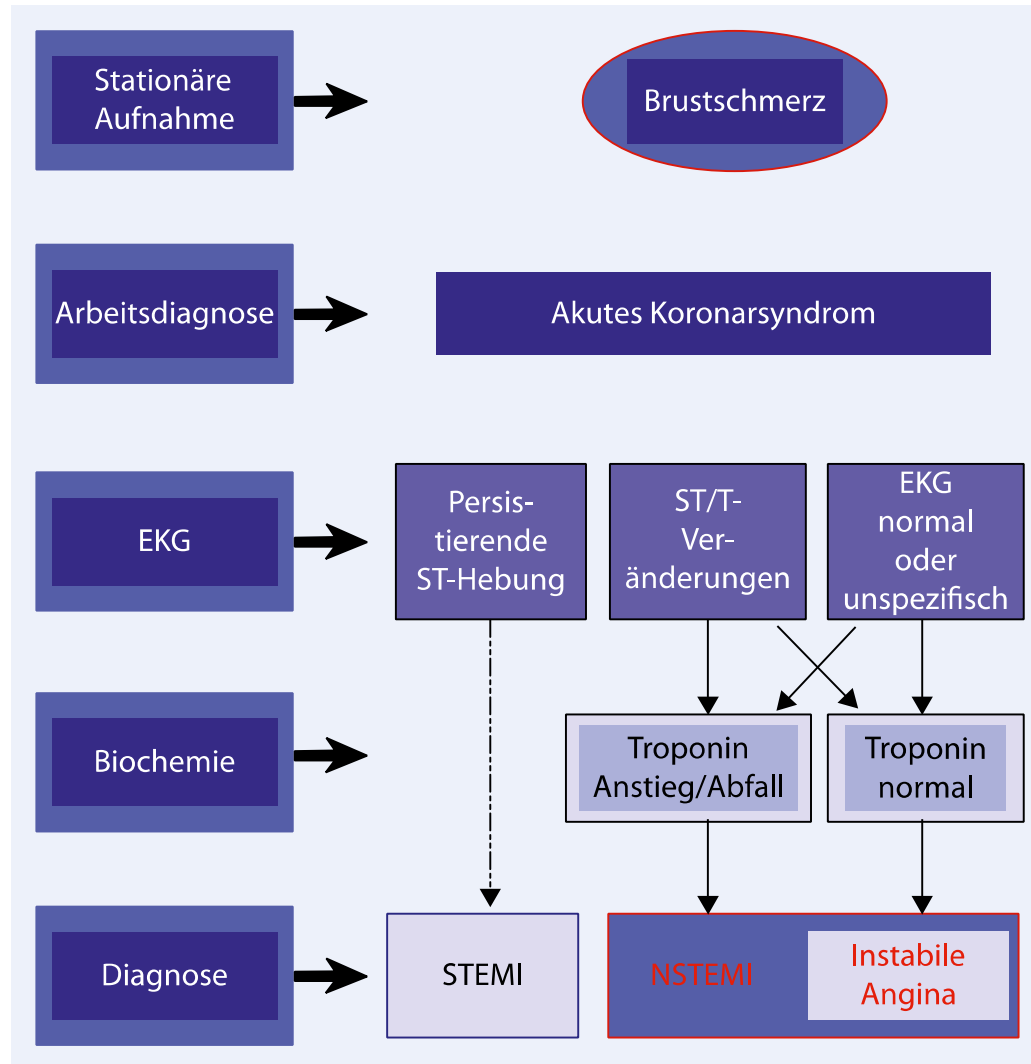 Stationäre
Aufnahme
Brustschmerz
Arbeitsdiagnose
Akutes Koronarsyndrom
EKG
Persis-
tierende
ST-Hebung
ST/T-
Ver-
änderungen
EKG
normal
oder
unspezifisch
Biochemie
Troponin
Anstieg/Abfall
Troponin
normal
Diagnose
STEMI
NSTEMI
Instabile
Angina